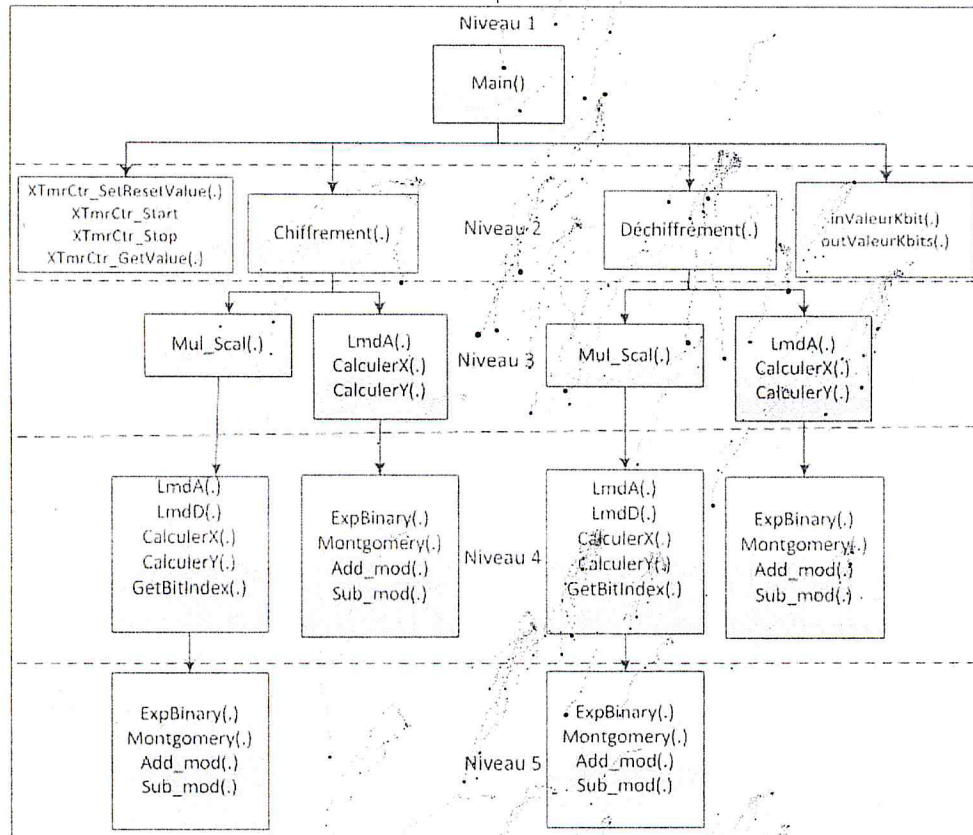 Niveau 1
Main()
XTmrCtr_SetResetValue(.)
XTmrCtr_Start
XTmrCtr_Stop
XTmrCtr_GetValue(.)
Chiffrement(.)
Niveau 2
Déchiffrément(.)
inValeurKbit(.)
outValeurKbits(.)
Mul_Scal(.)
LmdA(.)
CalculerX(.)
CalculerY(.)
Niveau 3
Mul_Scal(.)
LmdA(.)
CalculerX(.)
CalculerY(.)
LmdA(.)
LmdD(.)
CalculerX(.)
CalculerY(.)
GetBitIndex(.)
ExpBinary(.)
Montgomery(.)
Add_mod(.)
Sub_mod(.)
Niveau 4
LmdA(.)
LmdD(.)
CalculerX(.)
CalculerY(.)
GetBitIndex(.)
ExpBinary(.)
Montgomery(.)
Add_mod(.)
Sub_mod(.)
ExpBinary(.)
Montgomery(.)
Add_mod(.)
Sub_mod(.)
Niveau 5
ExpBinary(.)
Montgomery(.)
Add_mod(.)
Sub_mod(.)